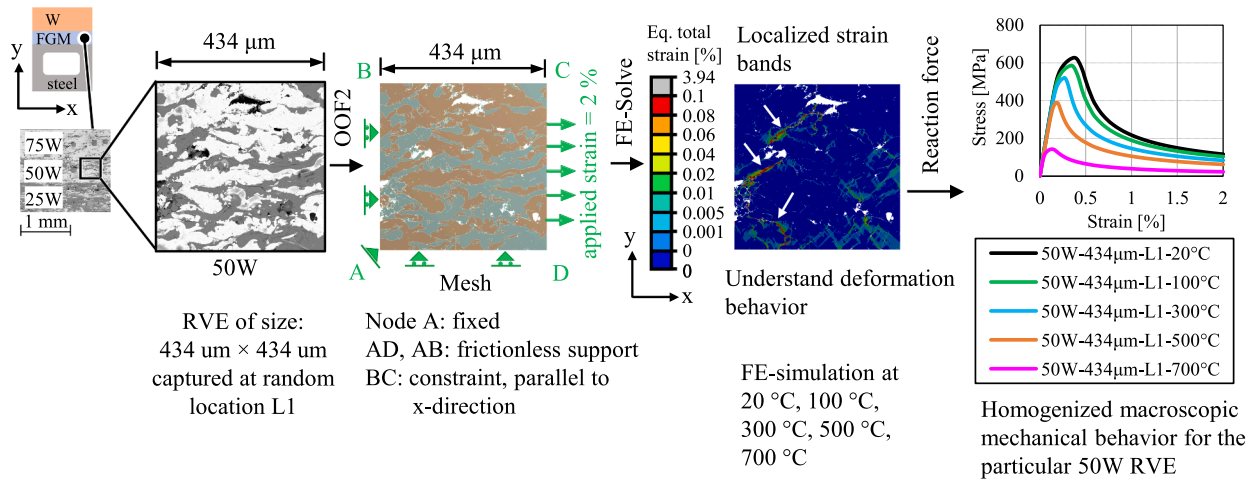 W
FGM
steel
y
x
75W
50W
25W
1 mm
434 μm
50W
RVE of size:
434 um × 434 um
captured at random
location L1
OOF2
434 μm
B
C
A
D
applied strain = 2 %
Mesh
Node A: fixed
AD, AB: frictionless support
BC: constraint, parallel to
x-direction
FE-Solve
Eq. total
strain [%]
3.94
0.1
0.08
0.06
0.04
0.02
0.01
0.005
0.001
0
0
y
x
Localized strain
bands
Understand deformation
behavior
FE-simulation at
20 °C, 100 °C,
300 °C, 500 °C,
700 °C
Reaction force
Stress [MPa]
800
600
400
200
0
0
0.5
1
1.5
2
Strain [%]
50W-434μm-L1-20°C
50W-434μm-L1-100°C
50W-434μm-L1-300°C
50W-434μm-L1-500°C
50W-434μm-L1-700°C
Homogenized macroscopic
mechanical behavior for the
particular 50W RVE